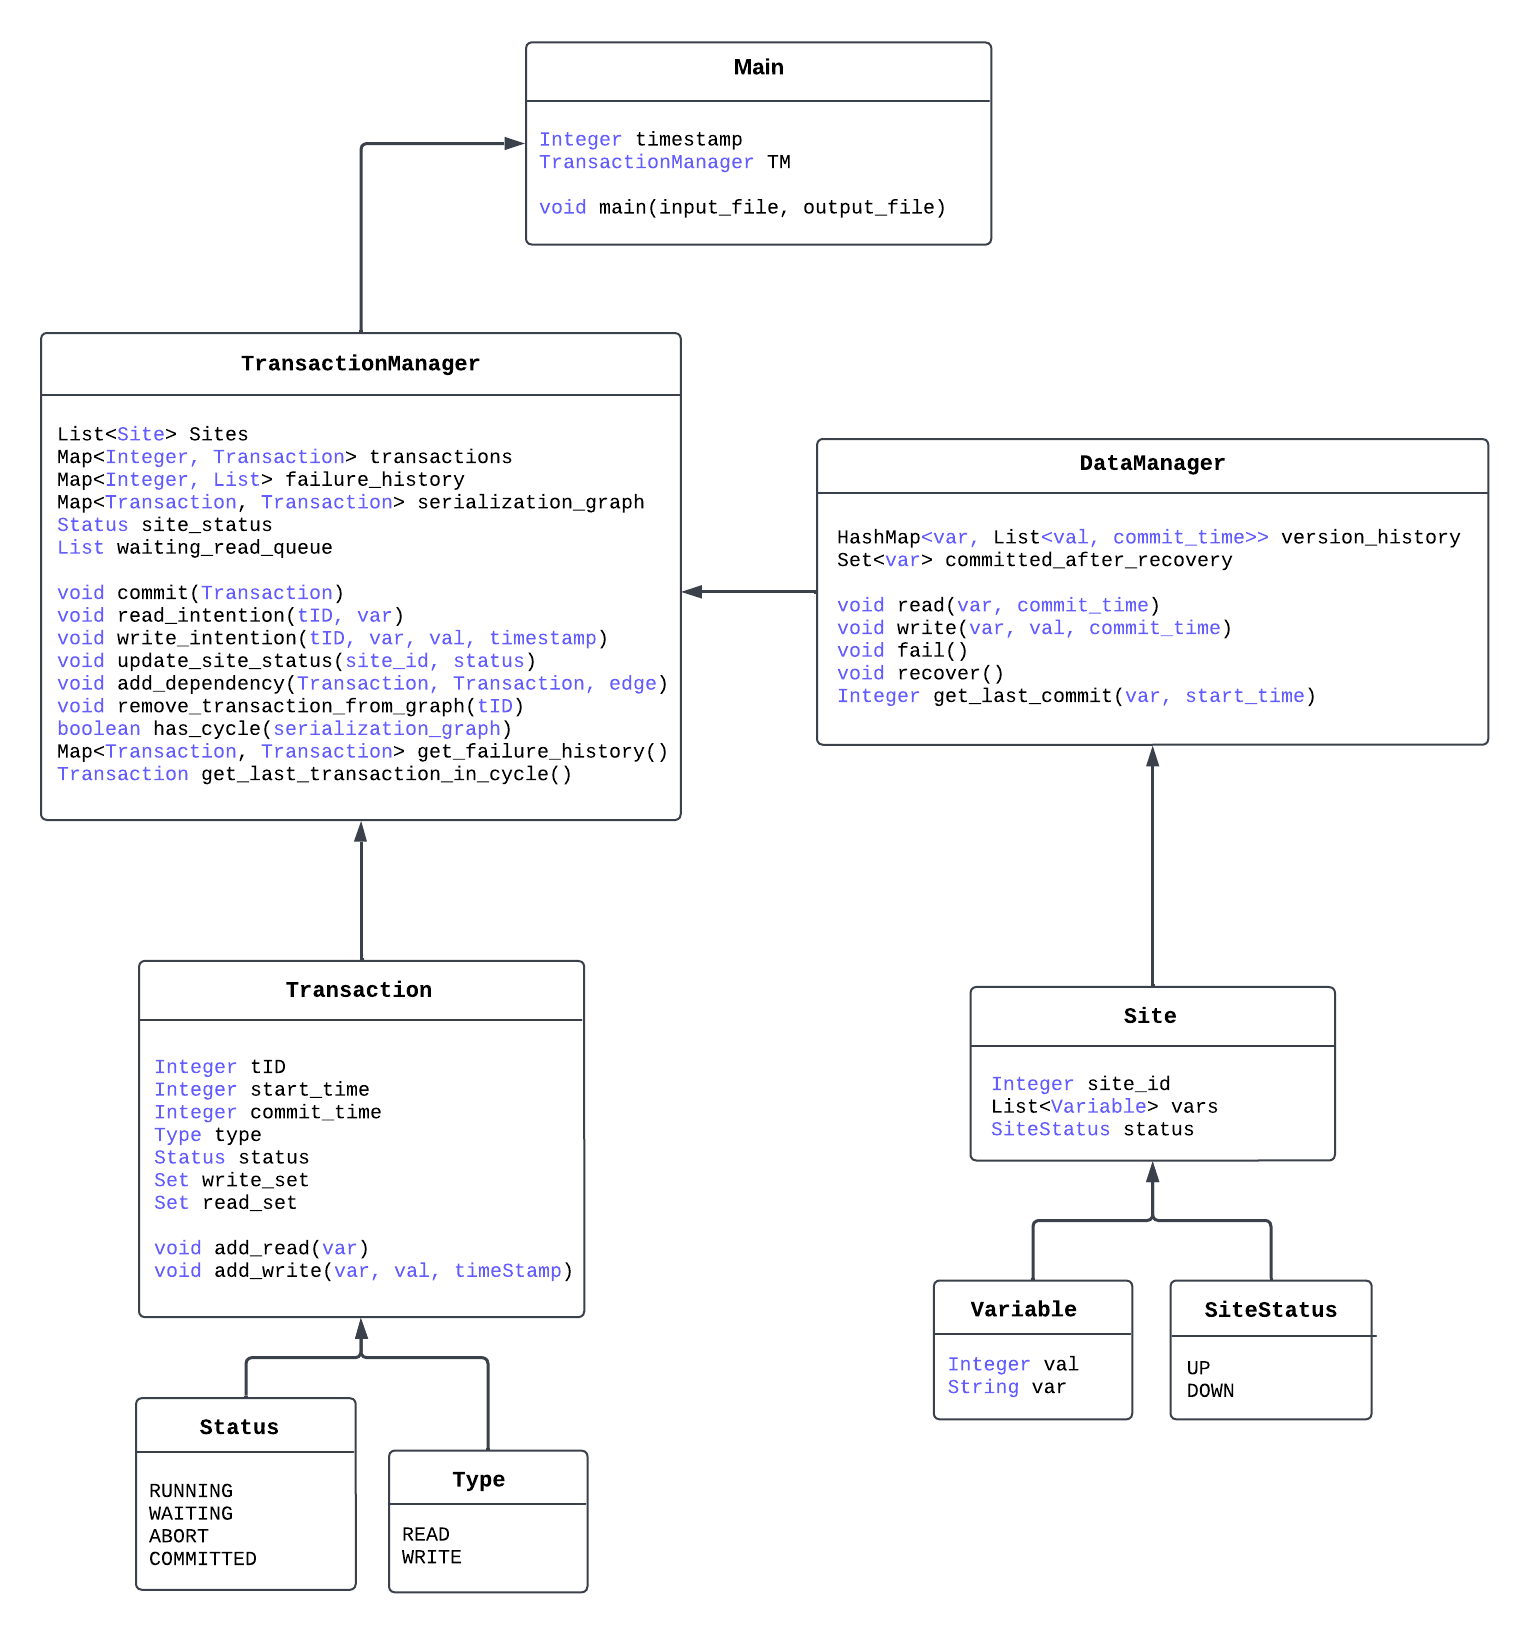 Main
Integer timestamp
TransactionManager TM
void main(input_file, output_file)
TransactionManager
List<Site> Sites
Map<Integer, Transaction> transactions
Map<Integer, List> failure_history
Map<Transaction, Transaction> serialization_graph
Status site_status
List waiting_read_queue
void commit(Transaction)
void read_intention(tID, var)
void write_intention(tID, var, val, timestamp)
void update_site_status(site_id, status)
void add_dependency(Transaction, Transaction, edge)
void remove_transaction_from_graph(tID)
boolean has_cycle(serialization_graph)
Map<Transaction, Transaction> get_failure_history()
Transaction get_last_transaction_in_cycle()
DataManager
HashMap<var, List<val, commit_time>> version_history
Set<var> committed_after_recovery
void read(var, commit_time)
void write(var, val, commit_time)
void fail()
void recover()
Integer get_last_commit(var, start_time)
Transaction
Integer tID
Integer start_time
Integer commit_time
Type type
Status status
Set write_set
Set read_set
void add_read(var)
void add_write(var, val, timeStamp)
Site
Integer site_id
List<Variable> vars
SiteStatus status
Variable
Integer val
String var
SiteStatus
UP
DOWN
Status
RUNNING
WAITING
ABORT
COMMITTED
Type
READ
WRITE